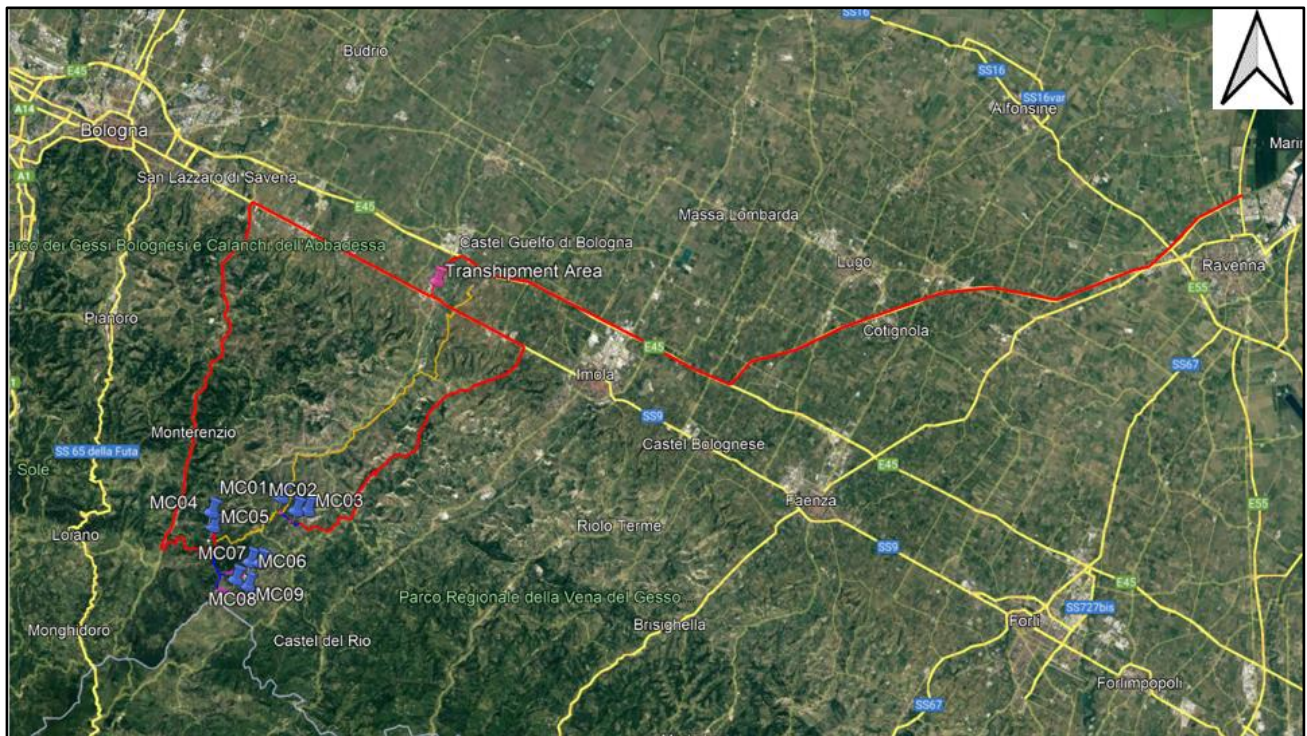 SS16
Budrio
E45
SS16
A14
SS16var
Alfonsine
Bologna
Marin
A1
San Lazzaro di Savena
E45
Massa Lombarda
arco dei Gessi Bolognesi e Calanchi dell'Abbadessa
Castel Guelfo di Bologna
Transhipment Area
Lugo
Ravenna
E55
Pianoro
Cotignola
E45
SS67
Imola
SS9
Monterenzio
Castel Bolognese
SS 65 della Futa
E45
e Sole
MC04
MC01
MC02
MC03
Faenza
E55
MC05
Riolo Terme
Loiano
MC07
MC06
SS9
MC08
MC09
Parco Regionale della Vena del Gesso...
E45
SS727bis
Monghidoro
Castel del Rio
Brisighella
Forlì
Forlimpopoli
SS67